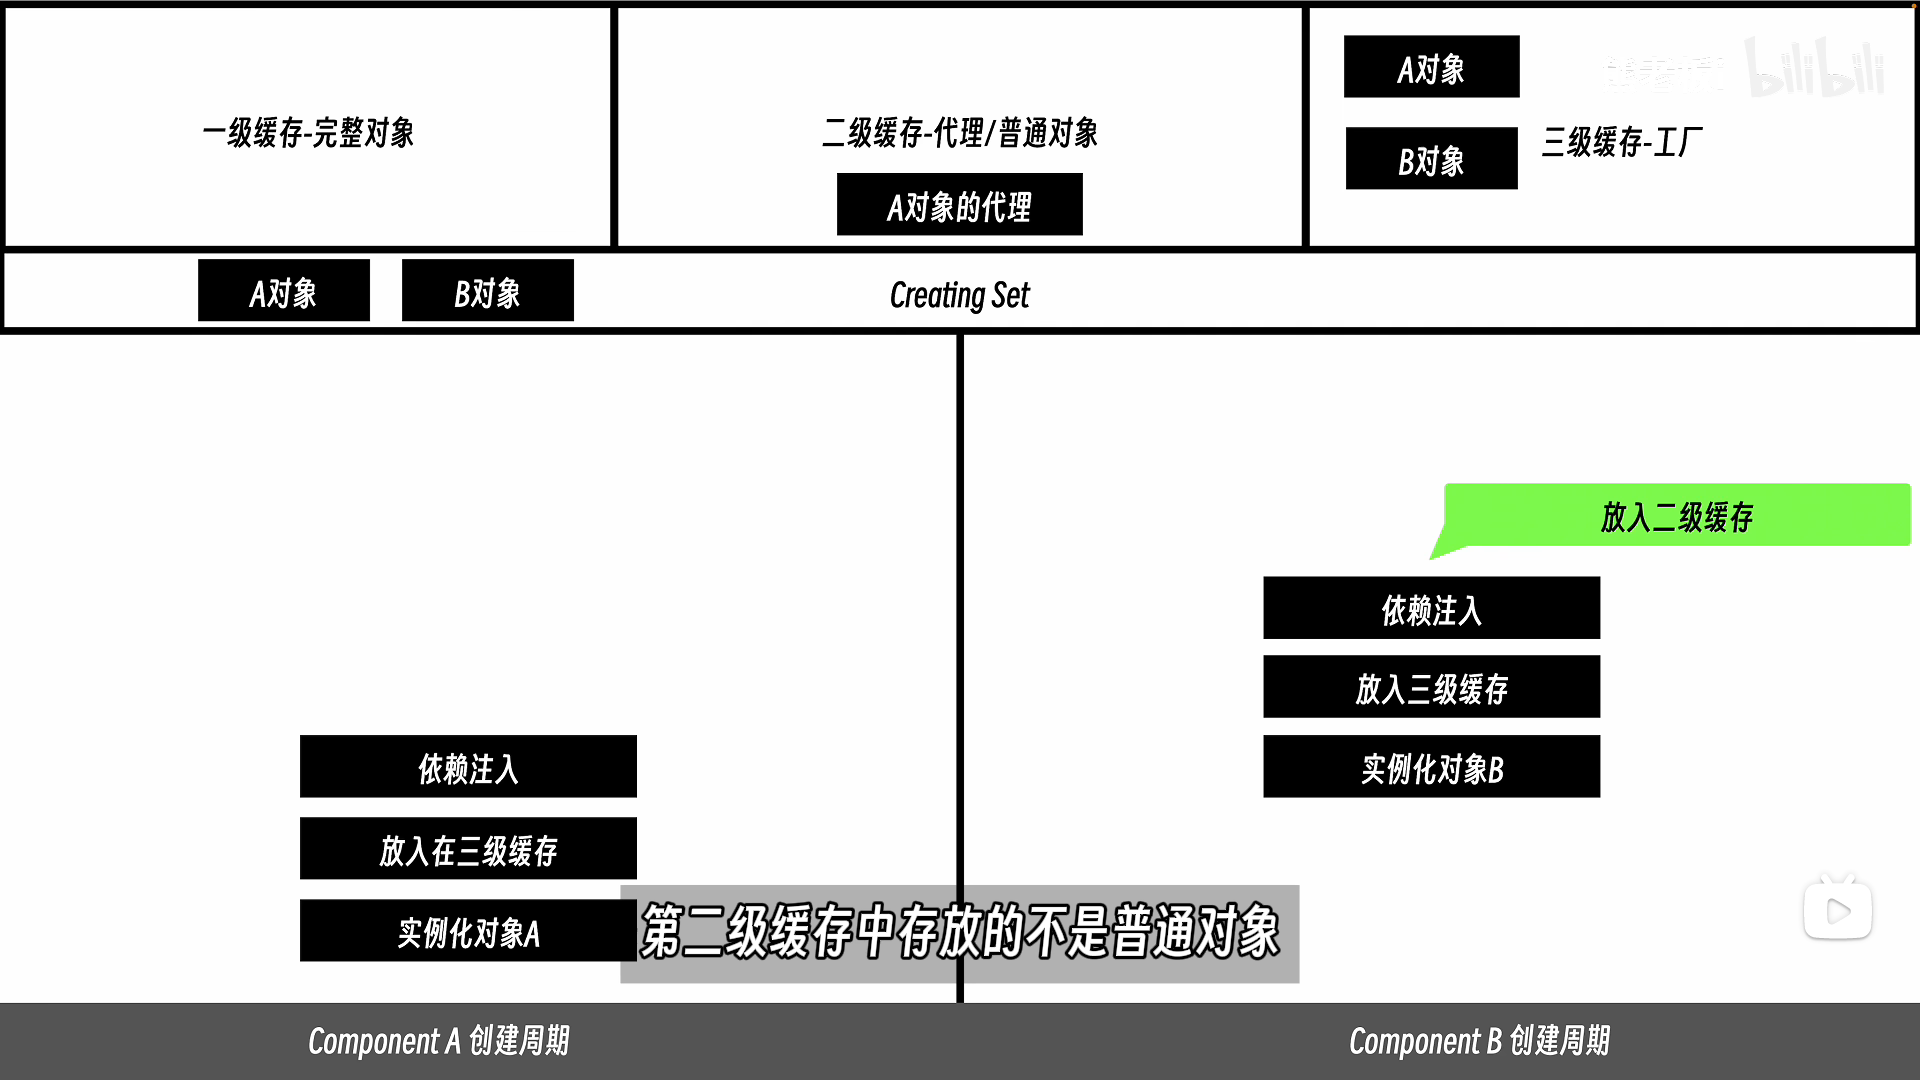 一级缓存-完整对象
二级缓存-代理/普通对象
A对象的代理
A对象
B对象
三级缓存-工厂
bilibili
A对象
B对象
Creating Set
放入二级缓存
依赖注入
放入三级缓存
实例化对象B
依赖注入
放入在三级缓存
实例化对象A
第二级缓存中存放的不是普通对象
Component A 创建周期
Component B 创建周期